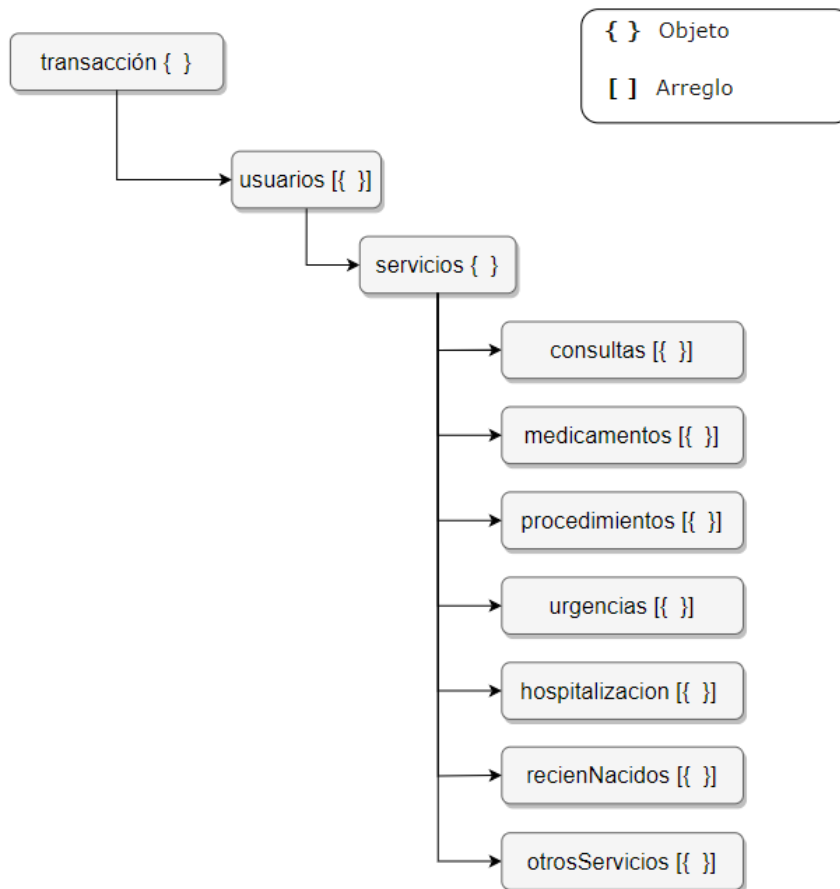 { } Objeto
[ ] Arreglo
transacción { }
usuarios [{ }]
servicios { }
consultas [{ }]
medicamentos [{ }]
procedimientos [{ }]
urgencias [{ }]
hospitalizacion [{ }]
recienNacidos [{ }]
otrosServicios [{ }]